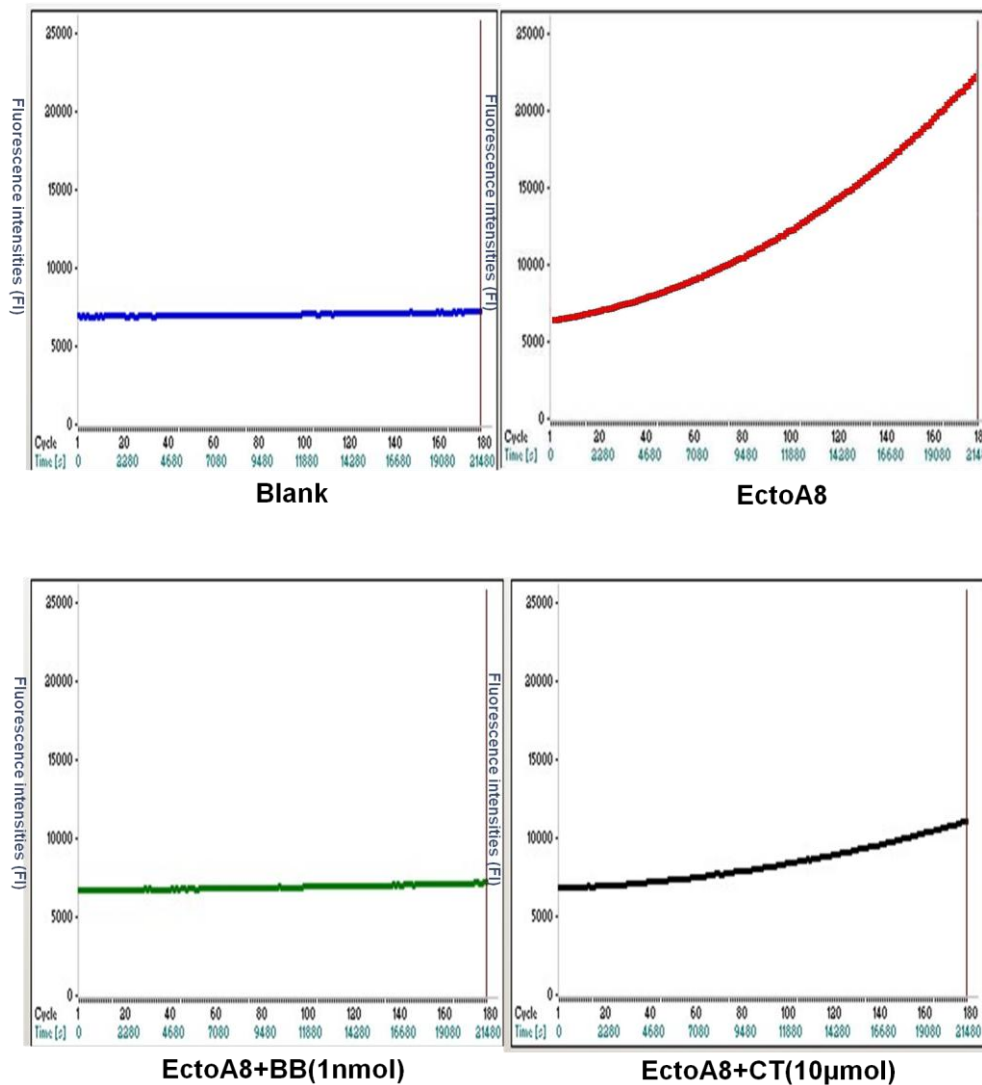 Fluorescence intensities (FI)
25000
20000
15000
10000
5000
0
Cycle 1 20 40 60 80 100 120 140 160 180
Time [s] 0 2280 4680 7080 9480 11880 14280 16680 19080 21480
Blank
Fluorescence intensities (FI)
25000
20000
15000
10000
5000
0
Cycle 1 20 40 60 80 100 120 140 160
Time [s] 0 2280 4680 7080 9480 11880 14280 16680 19080
EctoA8
Fluorescence intensities (FI)
25000
20000
15000
10000
5000
0
Cycle 1 20 40 60 80 100 120 140 160 180
Time [s] 0 2280 4680 7080 9480 11880 14280 16680 19080 21480
EctoA8+BB(1nmol)
Fluorescence intensities (FI)
25000
20000
15000
10000
5000
0
Cycle 1 20 40 60 80 100 120 140 160 180
Time [s] 0 2280 4680 7080 9480 11880 14280 16680 19080 21480
EctoA8+CT(10µmol)